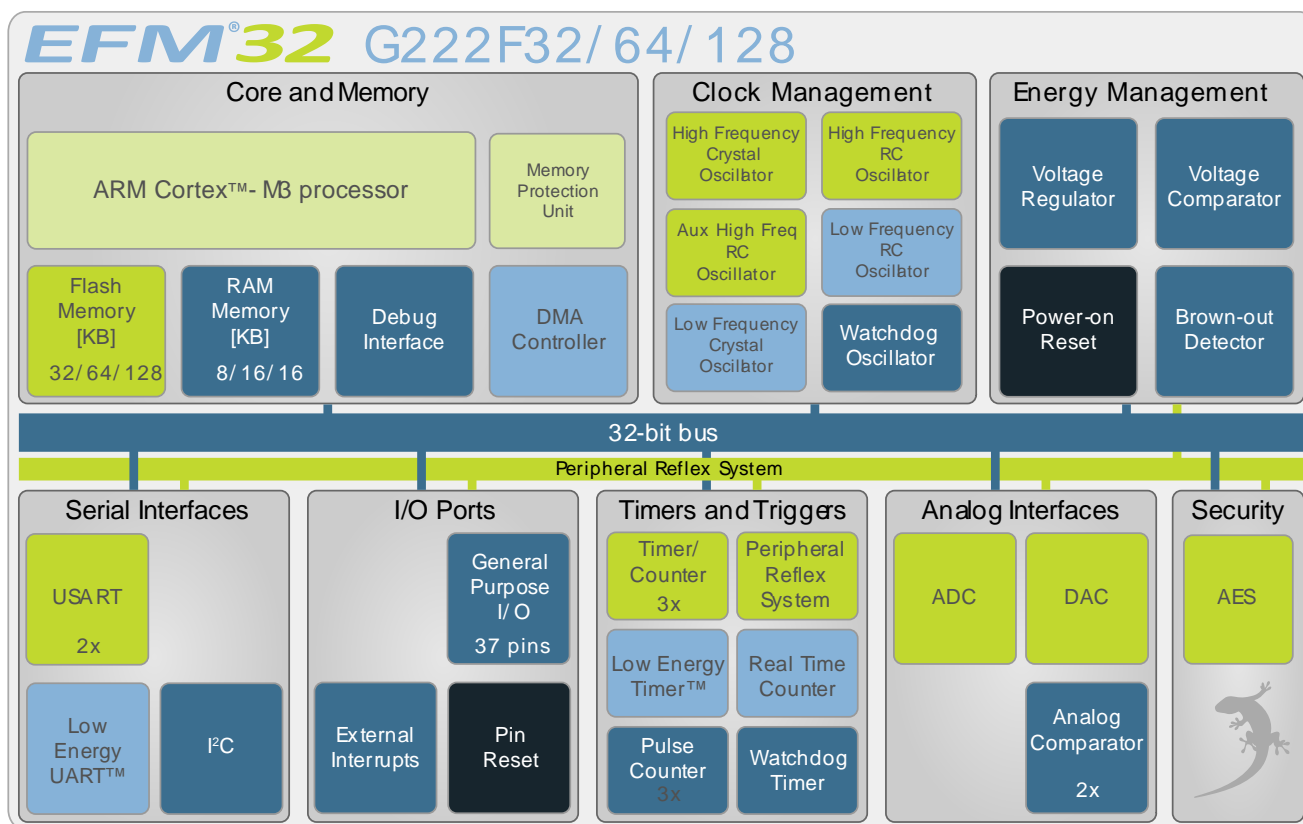 EFM®32 G222F32/64/128
Core and Memory
ARM Cortex™-M3 processor
Memory
Protection
Unit
Flash
Memory
[KB]
32/64/128
RAM
Memory
[KB]
8/16/16
Debug
Interface
DMA
Controller
Clock Management
High Frequency
Crystal
Oscillator
High Frequency
RC
Oscillator
Aux High Freq
RC
Oscillator
Low Frequency
RC
Oscillator
Low Frequency
Crystal
Oscillator
Watchdog
Oscillator
Energy Management
Voltage
Regulator
Voltage
Comparator
Power-on
Reset
Brown-out
Detector
32-bit bus
Peripheral Reflex System
Serial Interfaces
USART
2x
Low
Energy
UART™
I²C
I/O Ports
General
Purpose
I/O
37 pins
External
Interrupts
Pin
Reset
Timers and Triggers
Timer/
Counter
3x
Peripheral
Reflex
System
Low Energy
Timer™
Real Time
Counter
Pulse
Counter
3x
Watchdog
Timer
Analog Interfaces
ADC
DAC
Analog
Comparator
2x
Security
AES